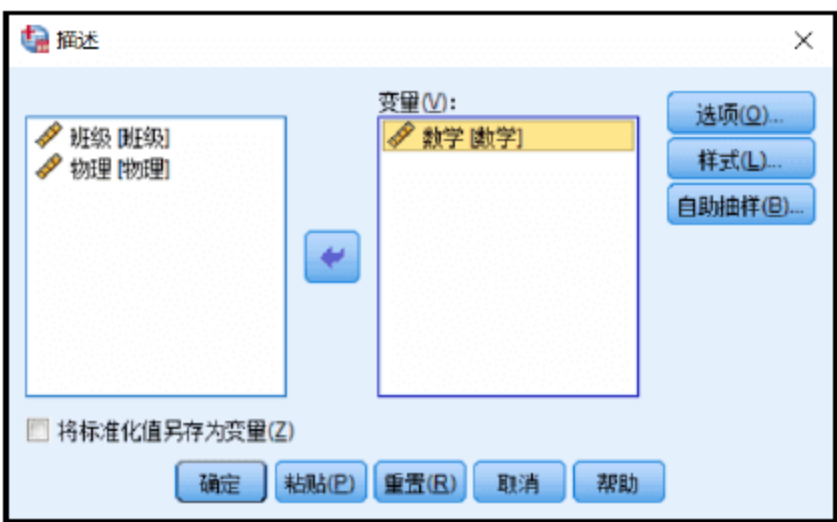 描述
变量(V):
班级 [班级]
物理 [物理]
数学 [数学]
选项(O)...
样式(L)...
自助抽样(B)...
将标准化值另存为变量(Z)
确定
粘贴(P)
重置(R)
取消
帮助